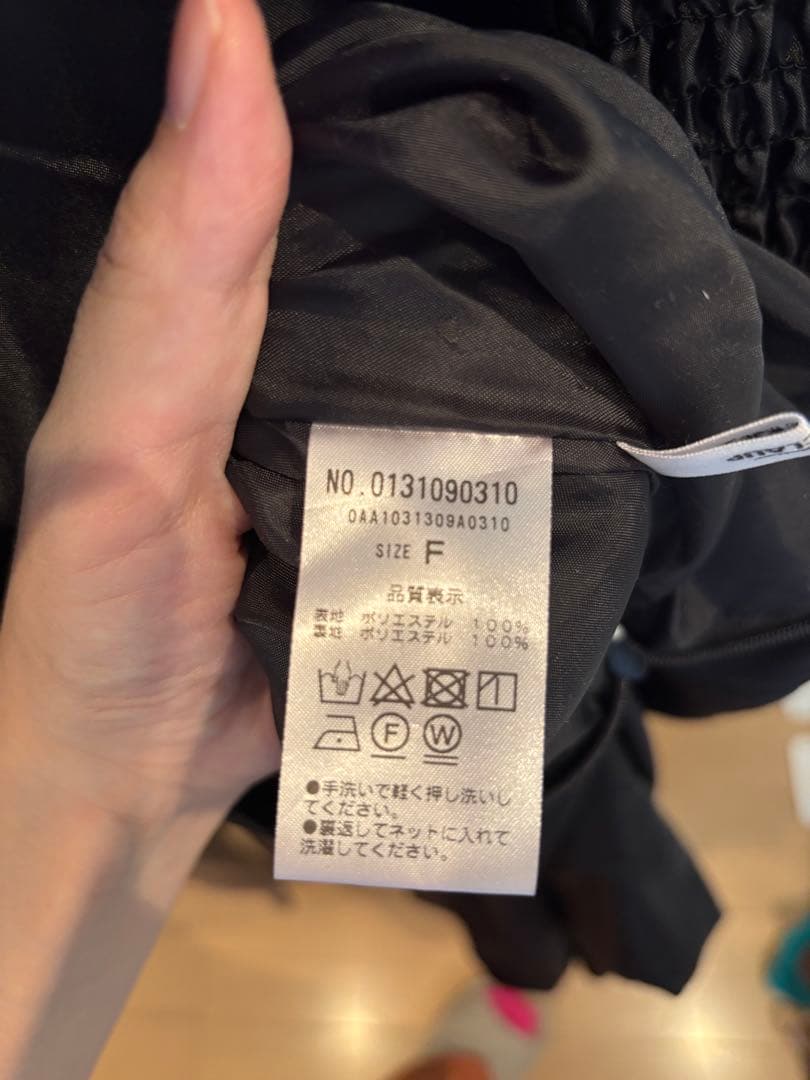 NO.0131090310
0AA1031309A0310
SIZE F
品質表示
表地 ポリエステル 100%
裏地 ポリエステル 100%
F W
●手洗いで軽く押し洗いし
てください。
●裏返してネットに入れて
洗濯してください。